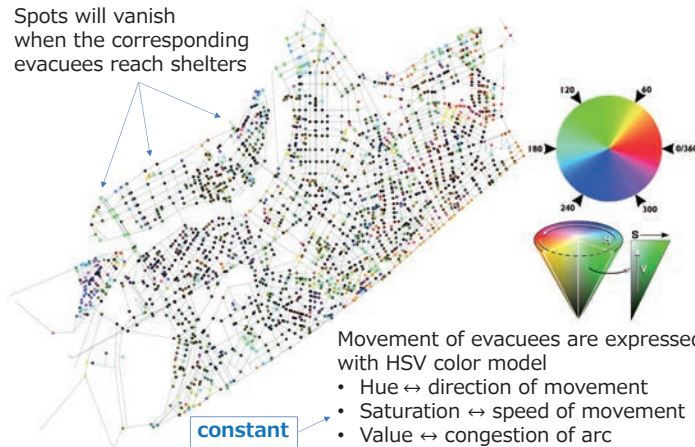 Spots will vanish
when the corresponding
evacuees reach shelters
120
60
180
0/360
240
300
H
S
V
Movement of evacuees are expressed
with HSV color model
• Hue ↔ direction of movement
• Saturation ↔ speed of movement
constant
• Value ↔ congestion of arc